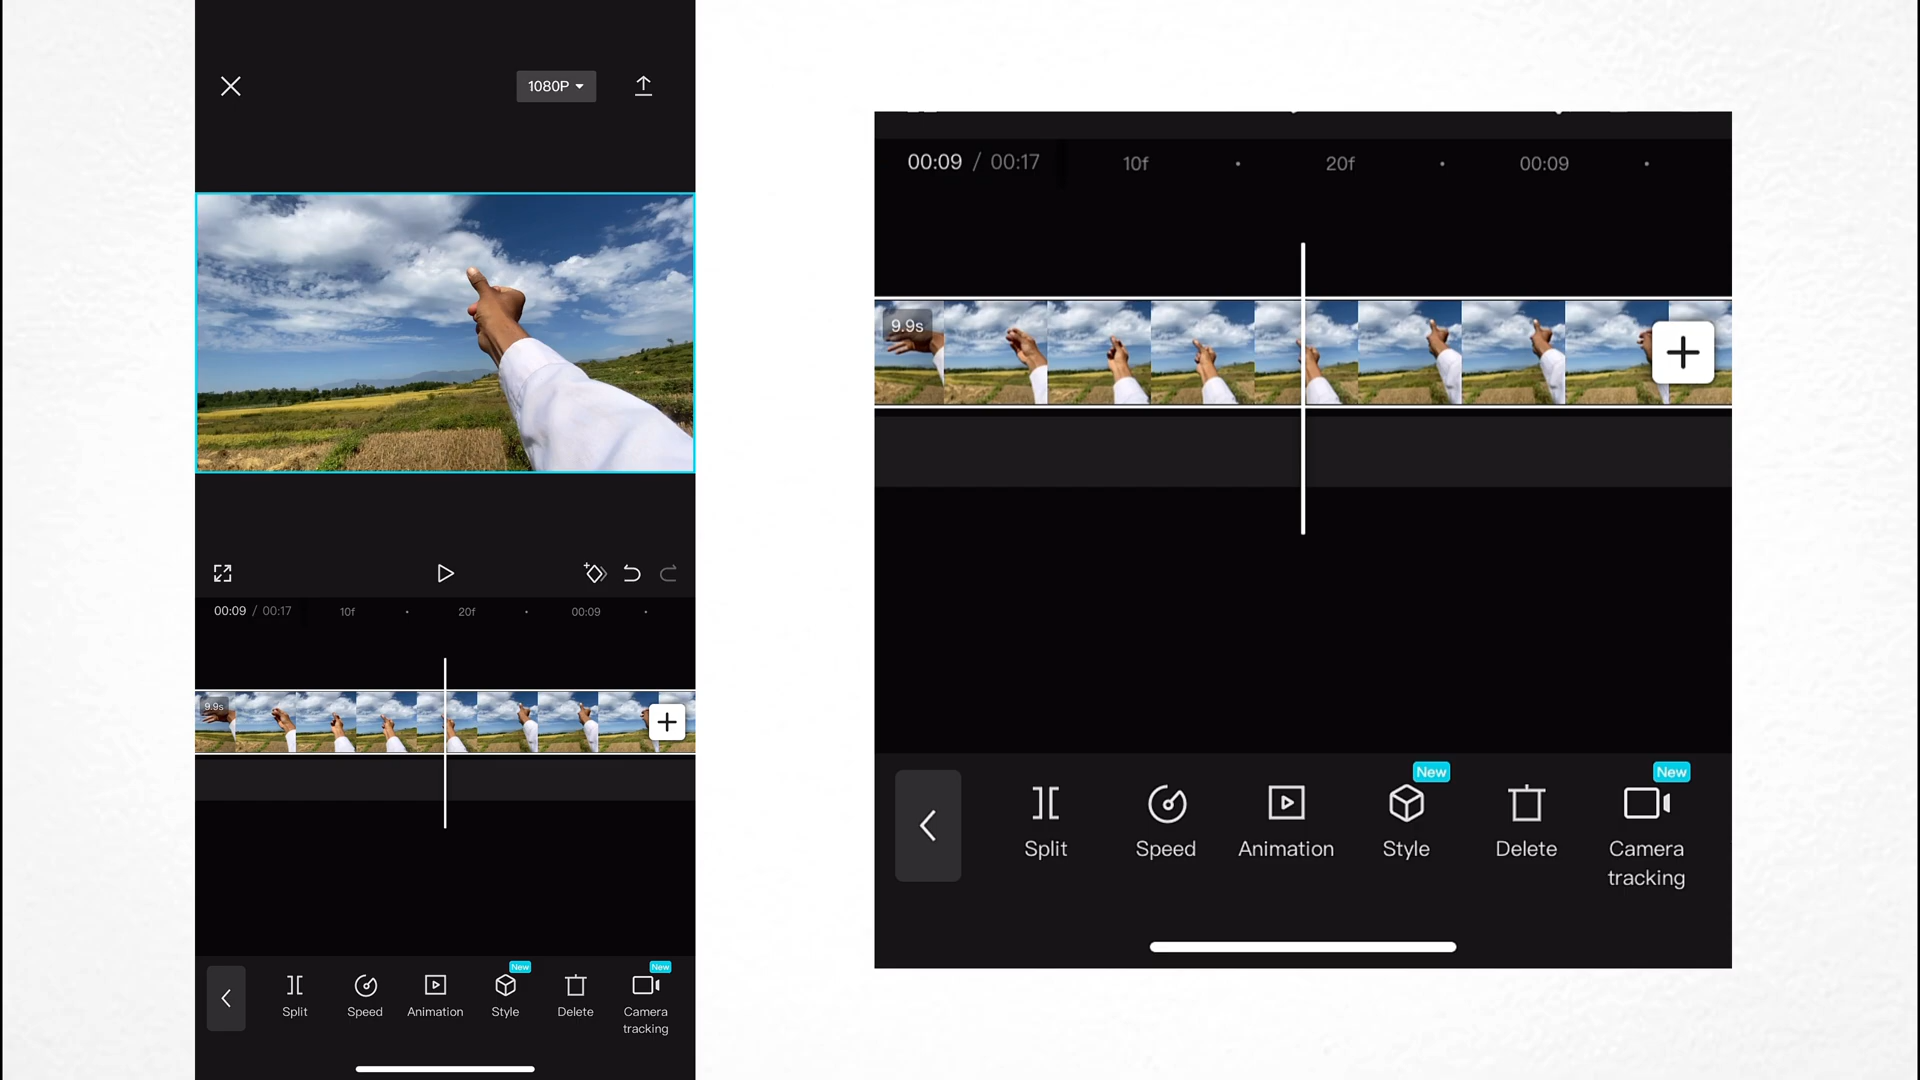 1080P
00:09 / 00:17 10f 20f 00:09
9.9s
New New
Split Speed Animation Style Delete Camera
tracking
00:09 / 00:17 10f 20f 00:09
9.9s
New New
Split Speed Animation Style Delete Camera
tracking